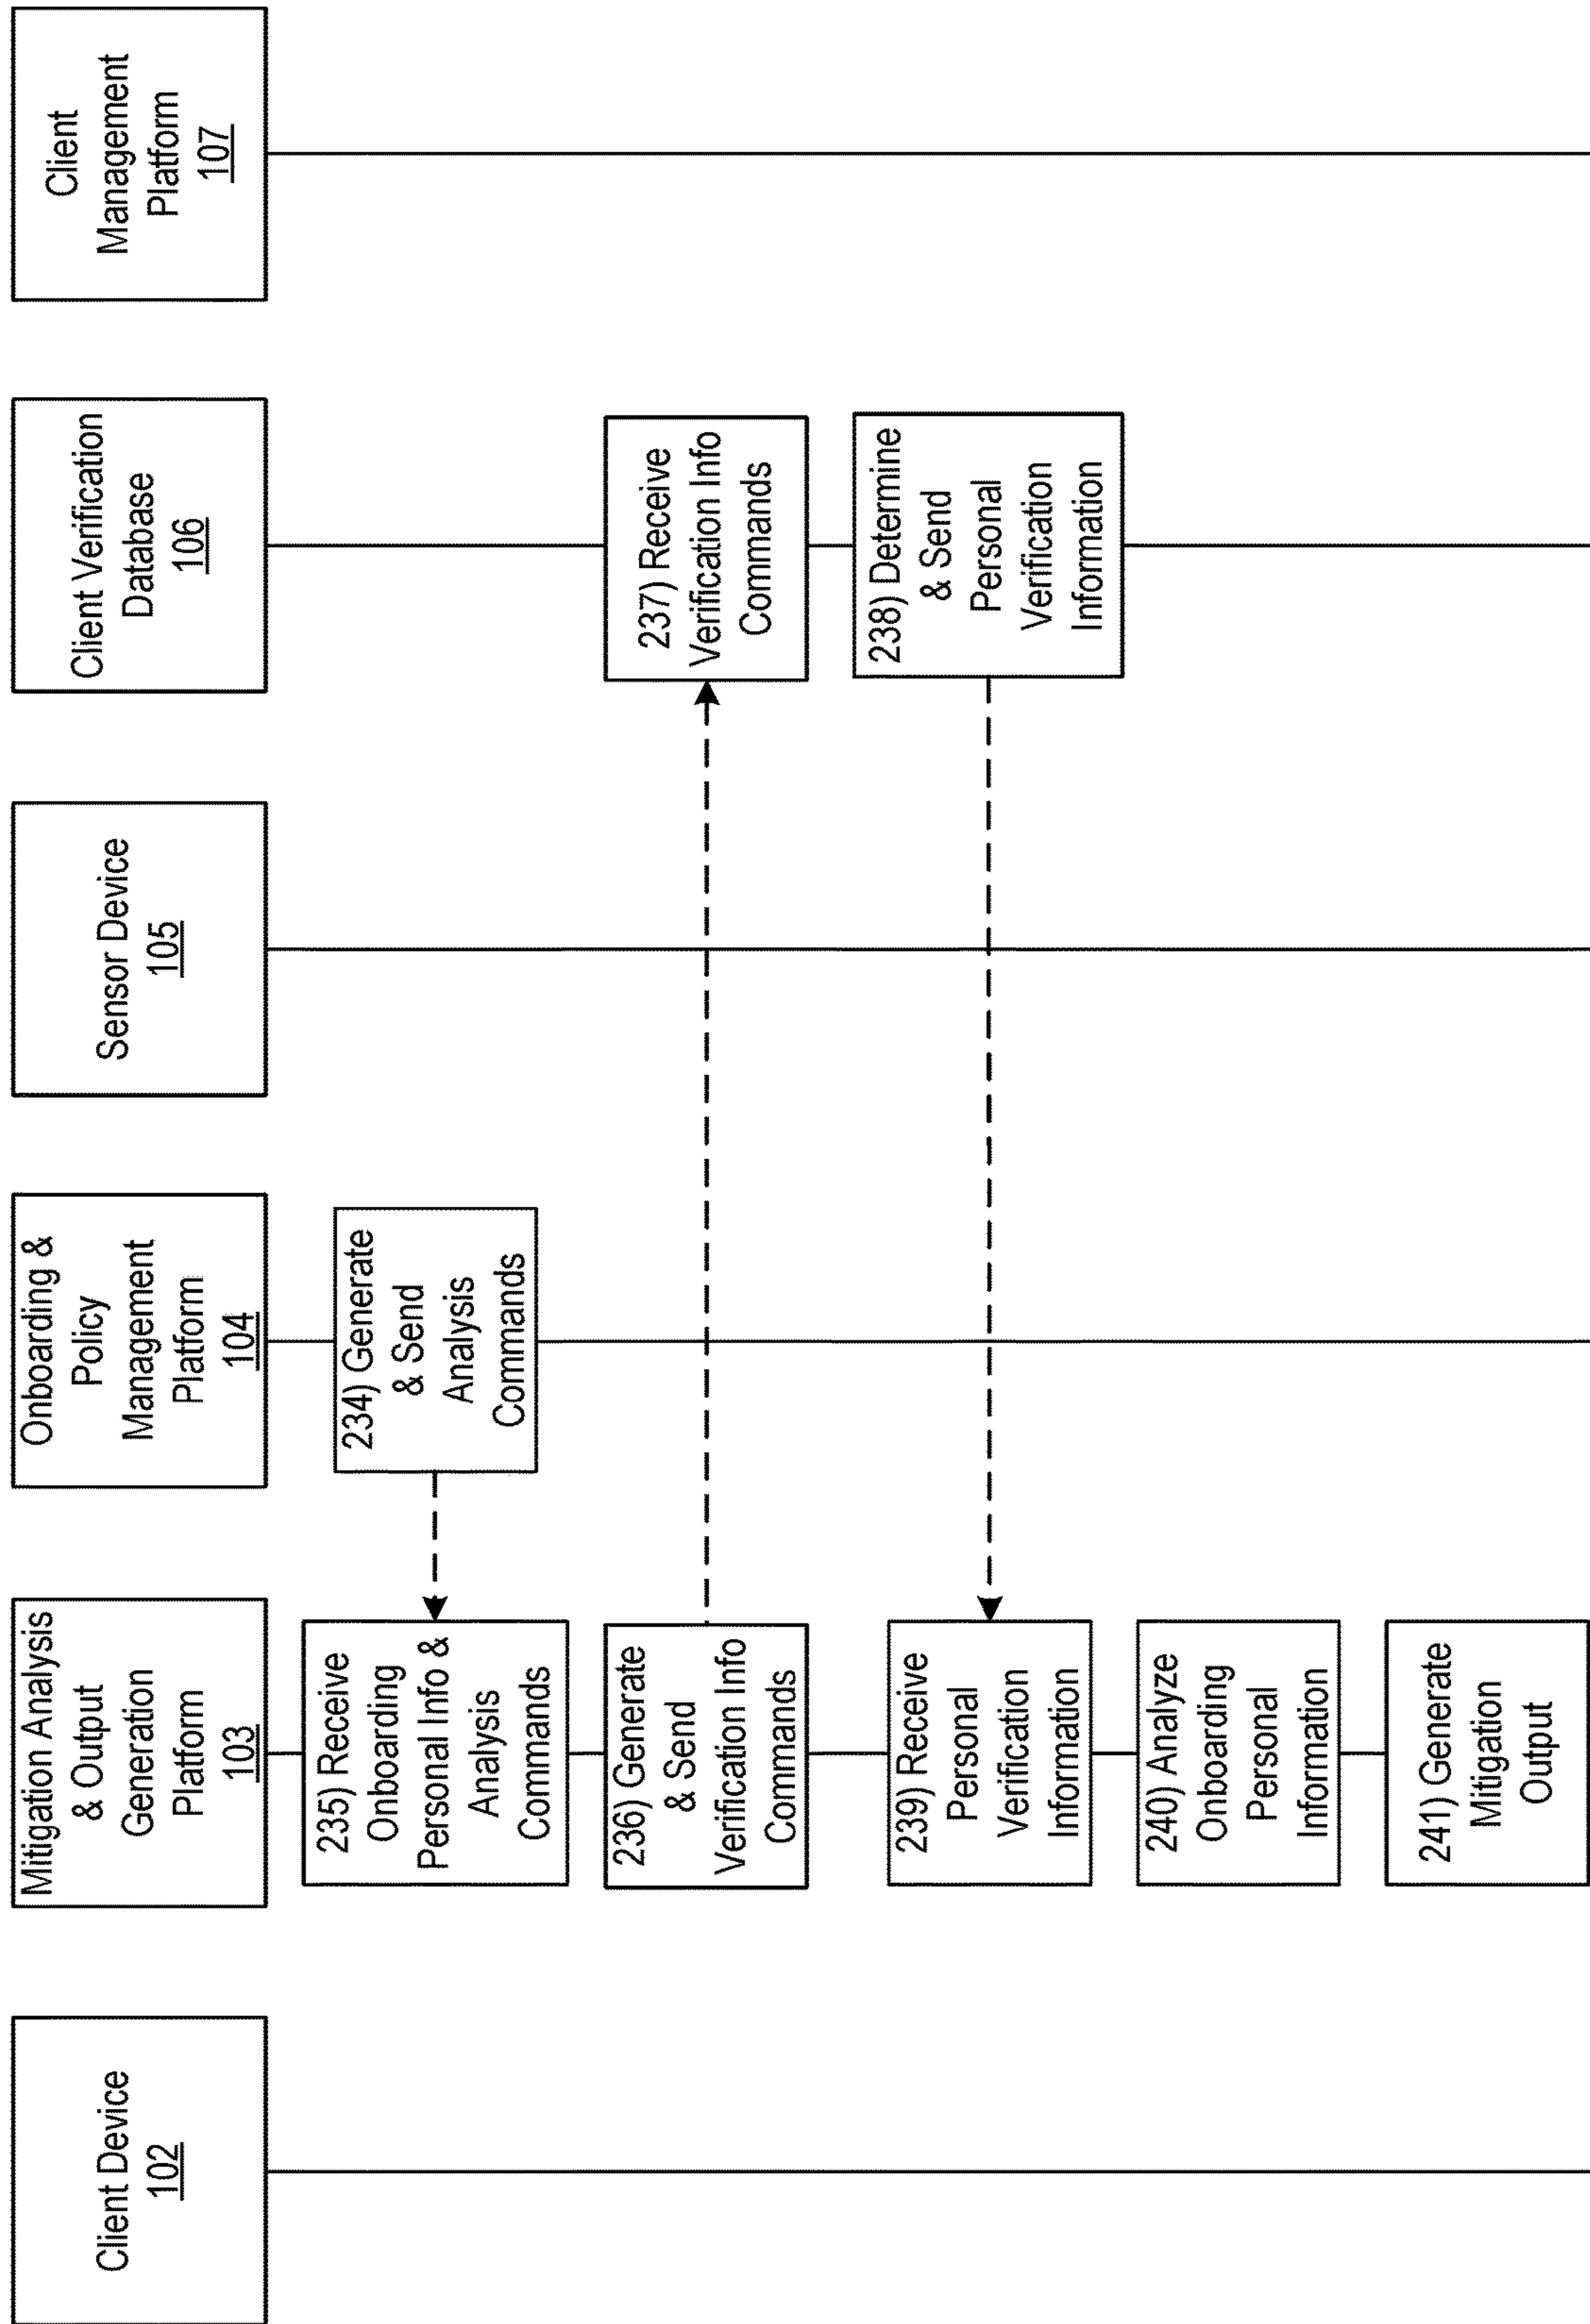 Client Device
102
Mitigation Analysis
& Output
Generation
Platform
103
Onboarding &
Policy
Management
Platform
104
Sensor Device
105
Client Verification
Database
106
Client
Management
Platform
107
234) Generate
& Send
Analysis
Commands
235) Receive
Onboarding
Personal Info &
Analysis
Commands
236) Generate
& Send
Verification Info
Commands
237) Receive
Verification Info
Commands
238) Determine
& Send
Personal
Verification
Information
239) Receive
Personal
Verification
Information
240) Analyze
Onboarding
Personal
Information
241) Generate
Mitigation
Output